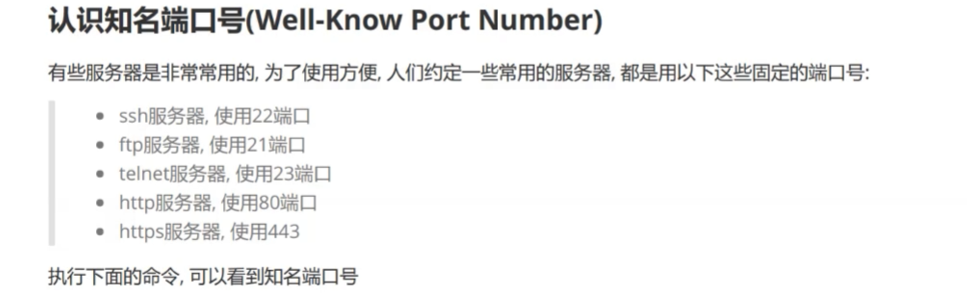 认识知名端口号(Well-Know Port Number)
有些服务器是非常常用的, 为了使用方便, 人们约定一些常用的服务器, 都是用以下这些固定的端口号:
ssh服务器, 使用22端口
ftp服务器, 使用21端口
telnet服务器, 使用23端口
http服务器, 使用80端口
https服务器, 使用443
执行下面的命令, 可以看到知名端口号